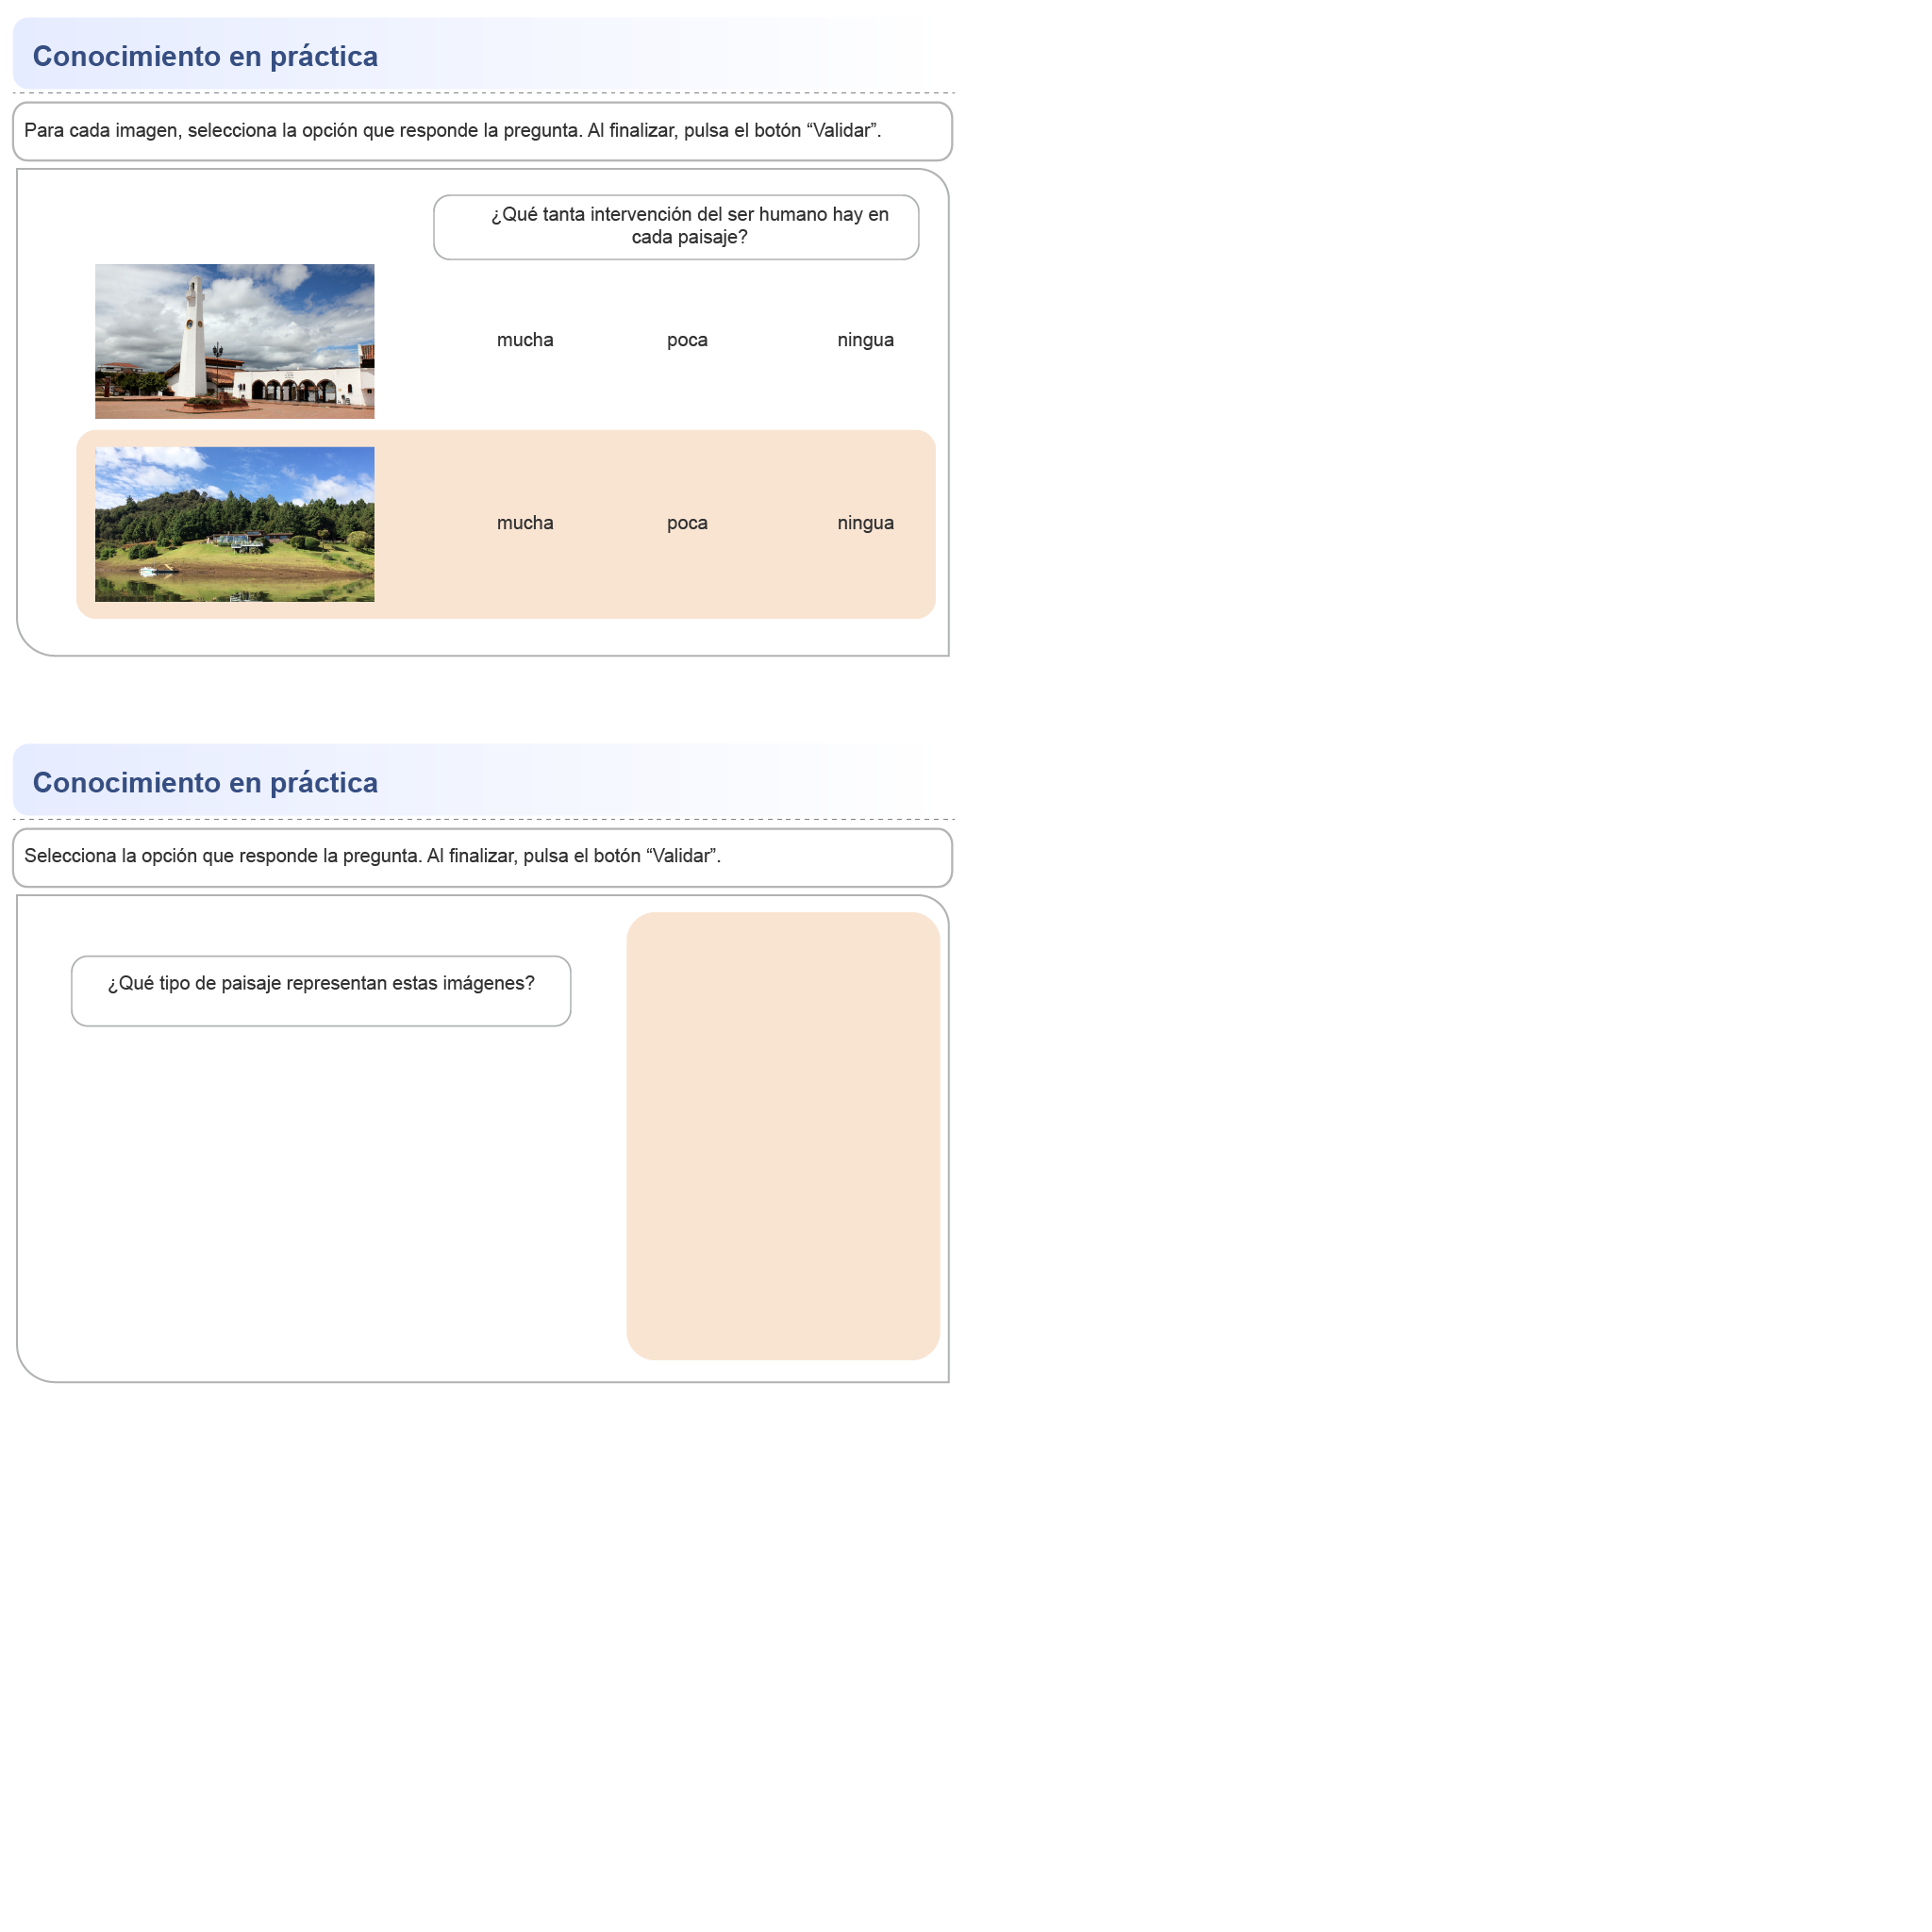 Conocimiento en práctica
Para cada imagen, selecciona la opción que responde la pregunta. Al finalizar, pulsa el botón “Validar”.
¿Qué tanta intervención del ser humano hay en
cada paisaje?
mucha poca ningua
mucha poca ningua
Conocimiento en práctica
Selecciona la opción que responde la pregunta. Al finalizar, pulsa el botón “Validar”.
¿Qué tipo de paisaje representan estas imágenes?